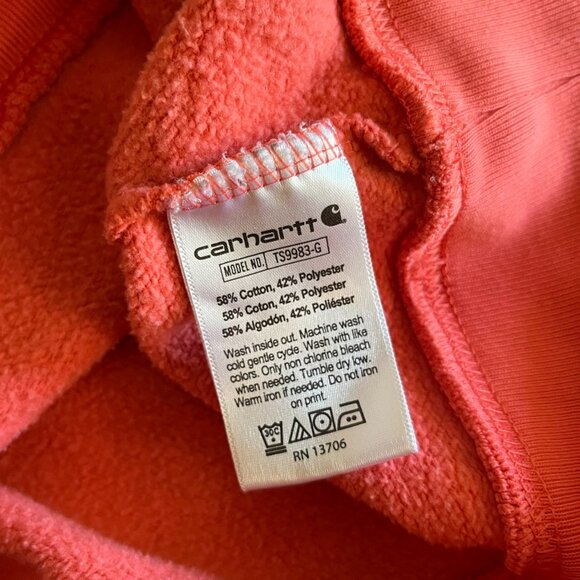 carhartt
MODEL NO. TS9983-G
58% Cotton, 42% Polyester
58% Coton, 42% Polyester
58% Algodón, 42% Poliéster
Wash inside out. Machine wash
cold gentle cycle. Wash with like
colors. Only non chlorine bleach
when needed. Tumble dry low.
Warm iron if needed. Do not iron
on print.
30C
RN 13706